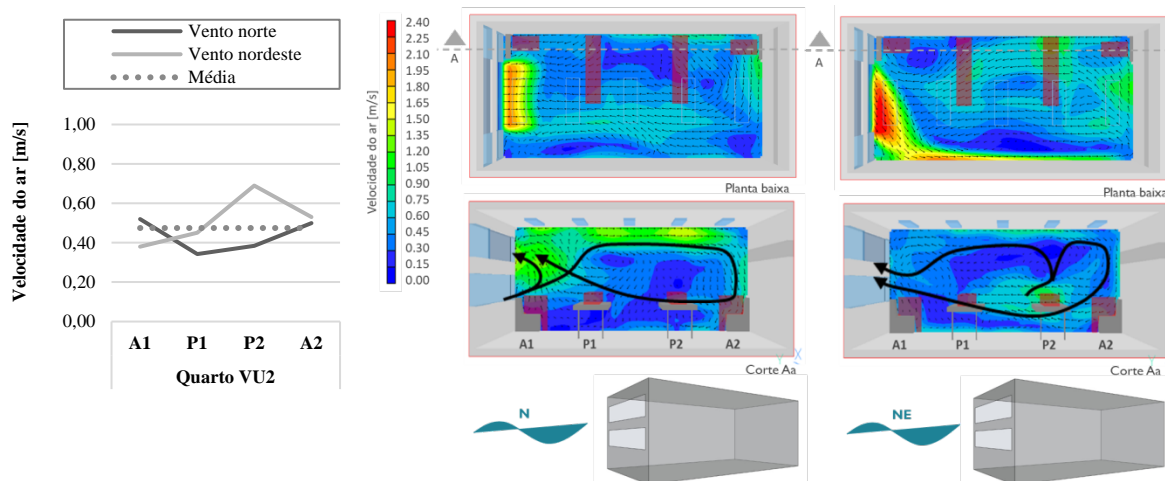 Vento norte
Vento nordeste
Média
Velocidade do ar [m/s]
1,00
0,80
0,60
0,40
0,20
0,00
A1 P1 P2 A2
Quarto VU2
Velocidade do ar [m/s]
2.40
2.25
2.10
1.95
1.80
1.65
1.50
1.35
1.20
1.05
0.90
0.75
0.60
0.45
0.30
0.15
0.00
A
Planta baixa
A1 P1 P2 A2
Y X
Corte Aa
N
A
Planta baixa
A1 P1 P2 A2
Y
Corte Aa
NE